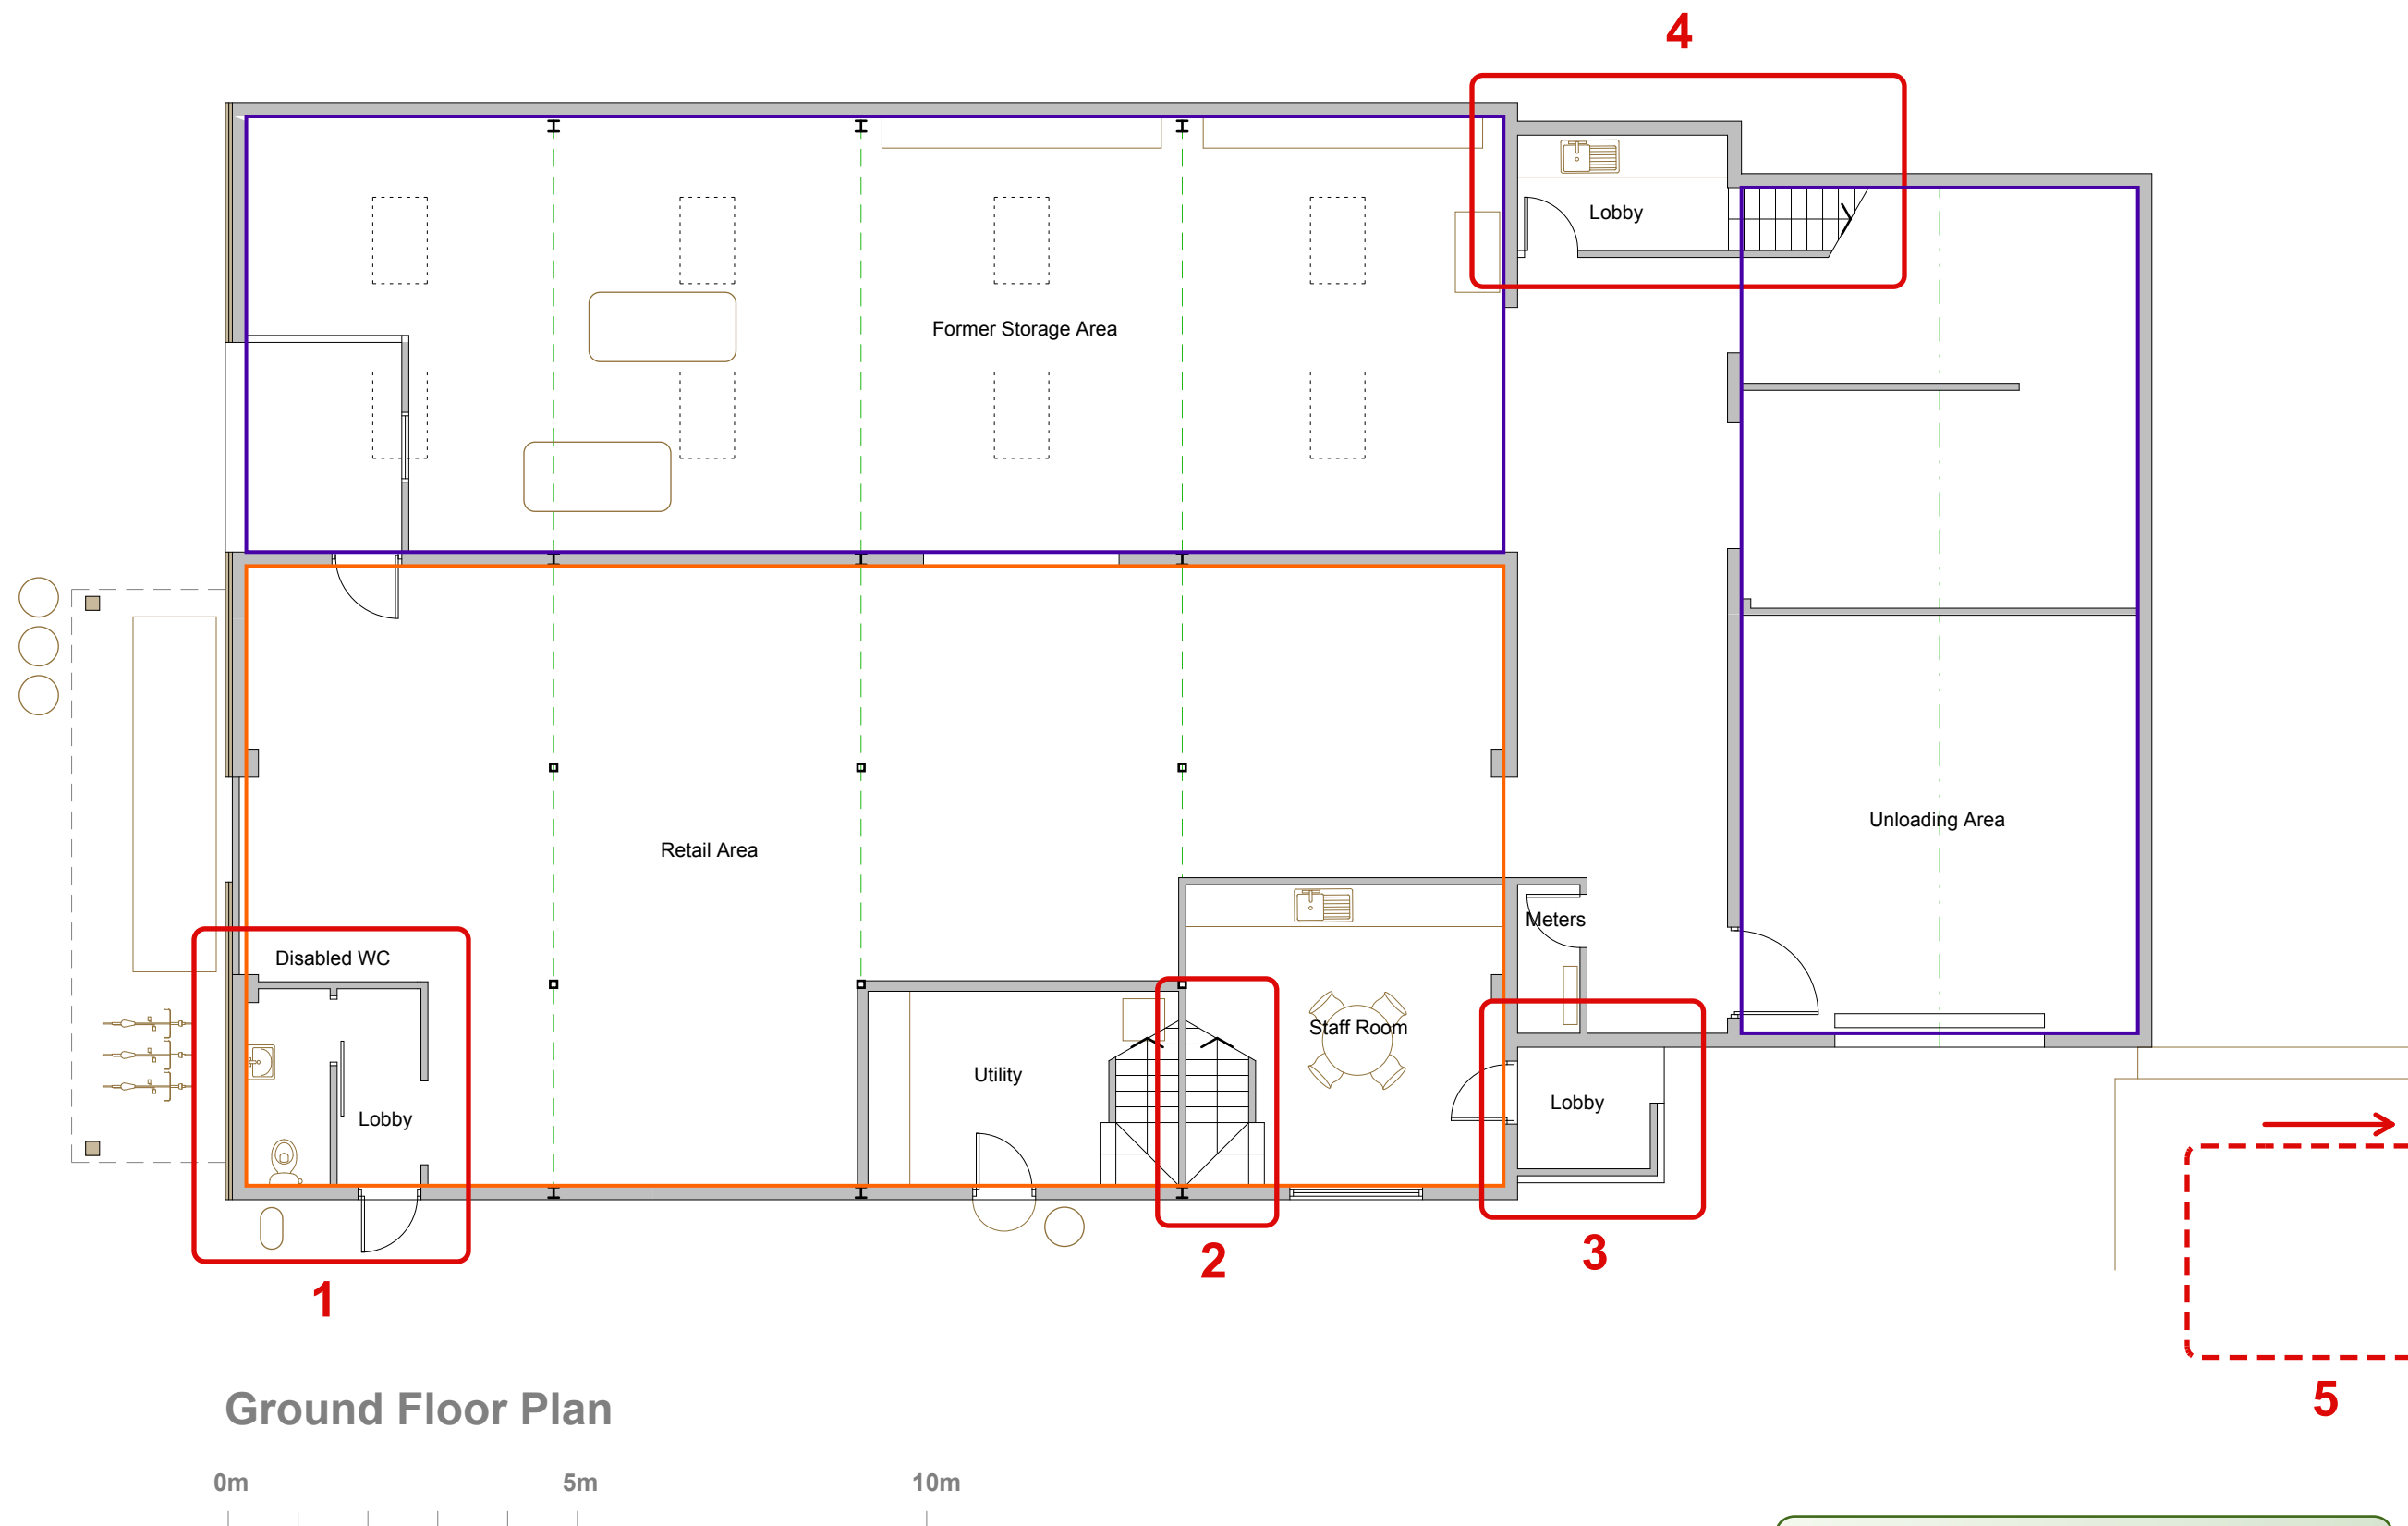 4
Lobby
Former Storage Area
Unloading Area
Retail Area
Meters
Disabled WC
Staff Room
Utility
Lobby
Lobby
2
3
1
5
Ground Floor Plan
0m 5m 10m